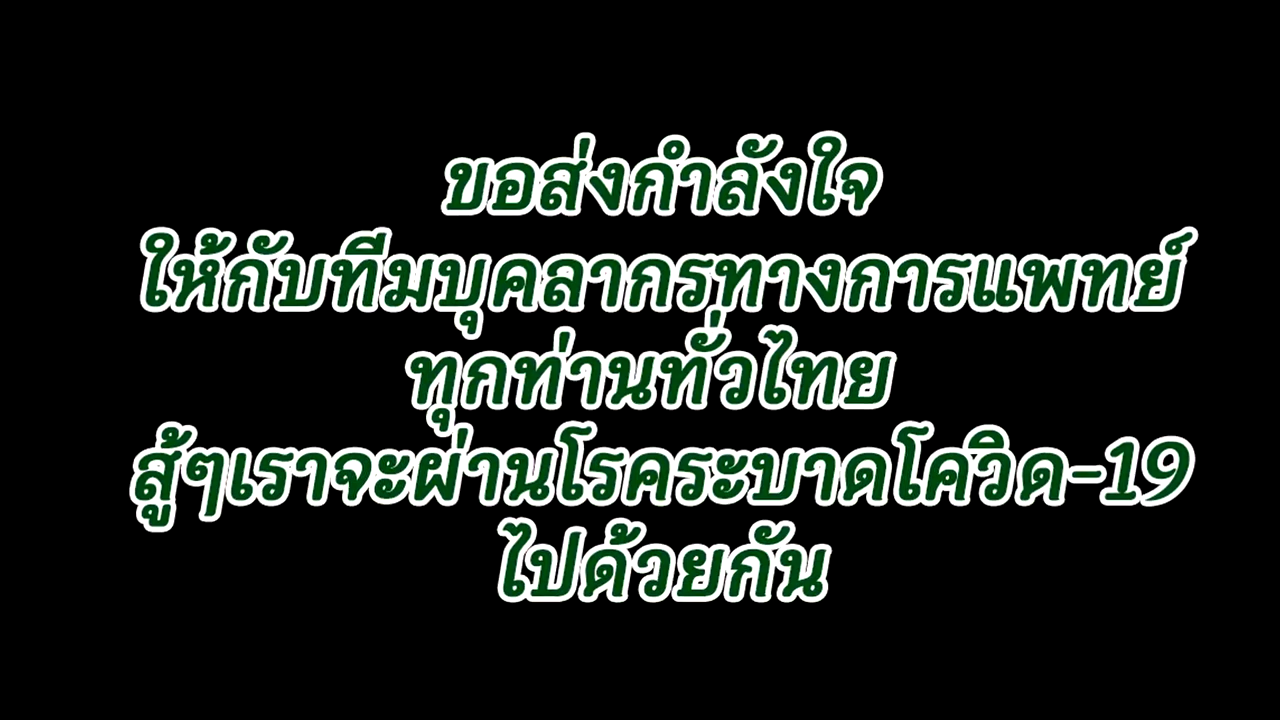 ขอส่งกำลังใจ
ให้กับทีมบุคลากรทางการแพทย์
ทุกท่านทั่วไทย
สู้ๆเราจะผ่านโรคระบาดโควิด-19
ไปด้วยกัน